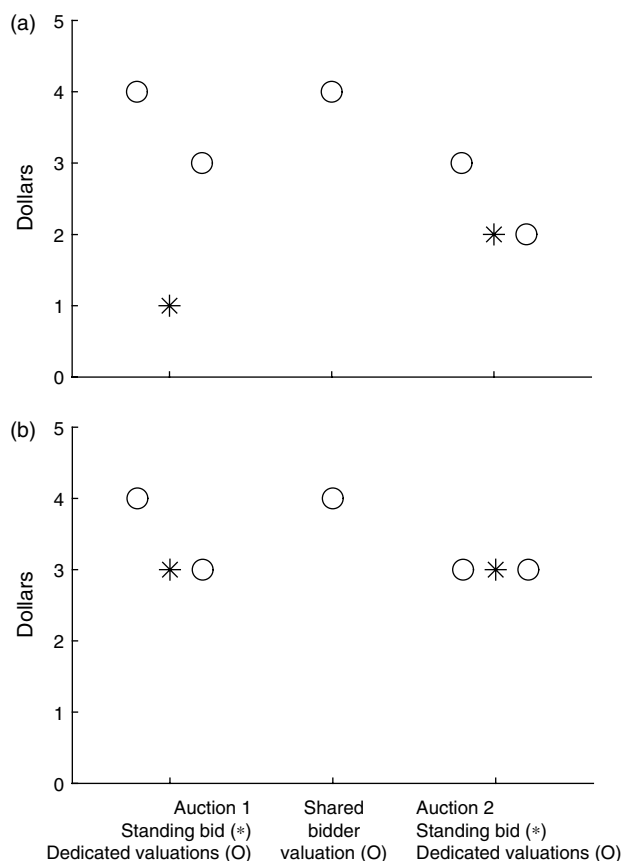 (a)
5
4
3
2
1
0
Dollars
(b)
5
4
3
2
1
0
Dollars
Auction 1 Shared Auction 2
Standing bid (*) bidder Standing bid (*)
Dedicated valuations (O) valuation (O) Dedicated valuations (O)